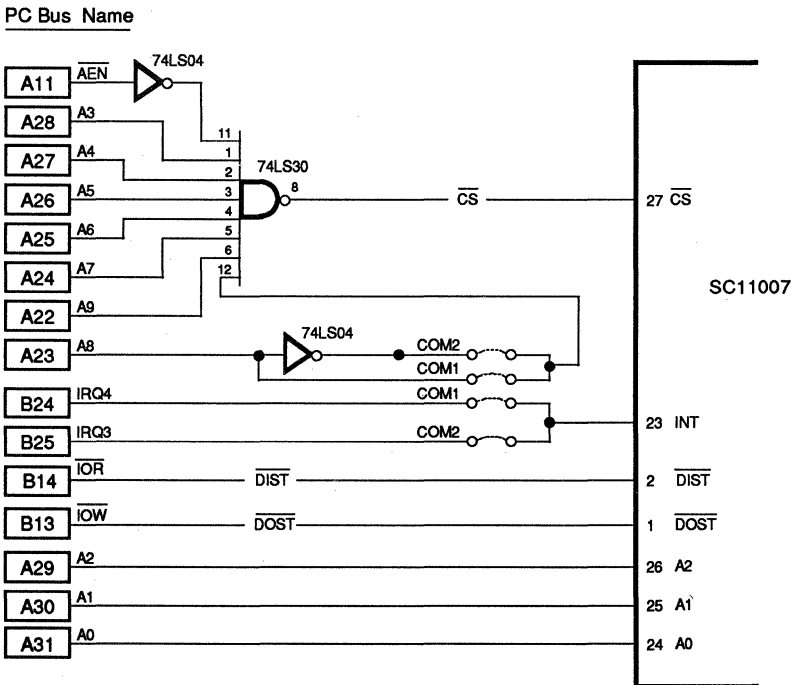 PC Bus Name
74LS04
A11 AEN
A28 A3
11
A27 A4
1
74LS30
2
A26 A5
3
8
CS
27 CS
4
A25 A6
5
A24 A7
6
12
SC11007
A22 A9
74LS04
A23 A8
COM2
COM1
B24 IRQ4
COM1
23 INT
B25 IRQ3
COM2
B14 IOR
DIST
2 DIST
B13 IOW
DOST
1 DOST
A29 A2
26 A2
A30 A1
25 A1
A31 A0
24 A0